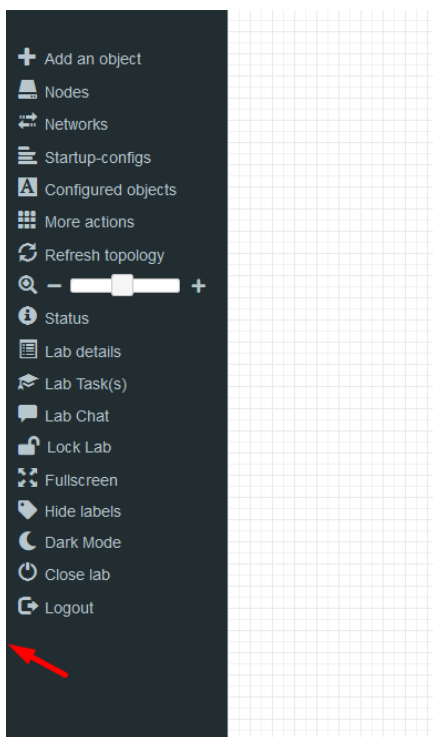 Add an object
Nodes
Networks
Startup-configs
A Configured objects
More actions
Refresh topology
Status
Lab details
Lab Task(s)
Lab Chat
Lock Lab
Fullscreen
Hide labels
Dark Mode
Close lab
Logout